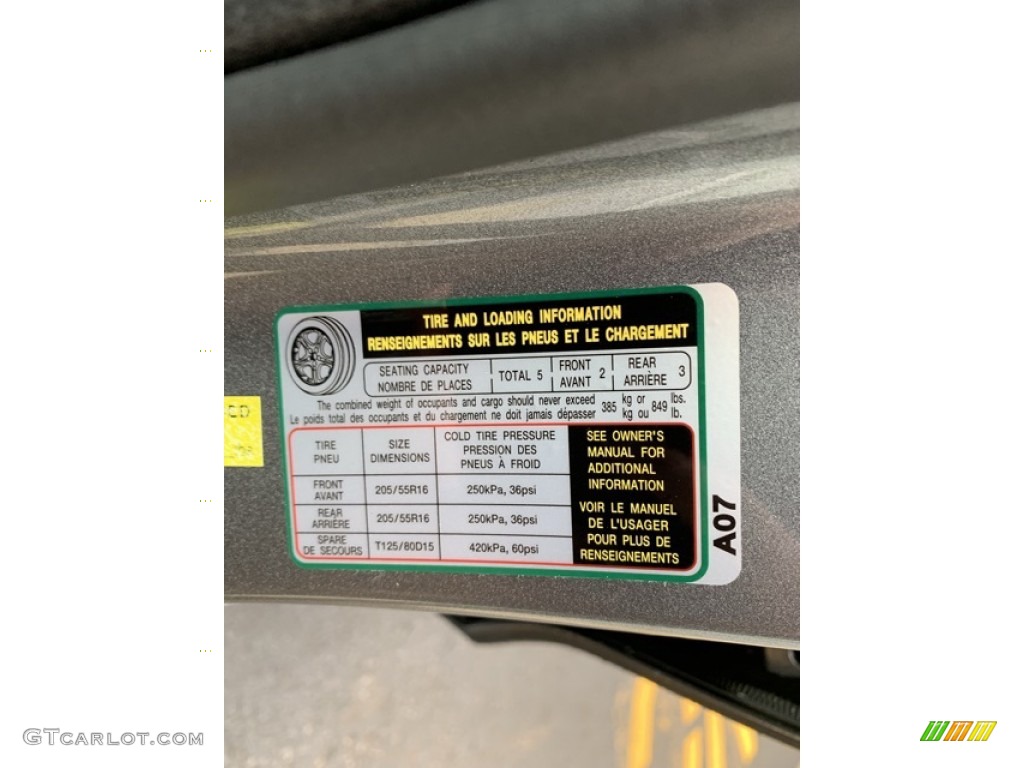 TIRE AND LOADING INFORMATION
RENSEIGNEMENTS SUR LES PNEUS ET LE CHARGEMENT
SEATING CAPACITY
NOMBRE DE PLACES
TOTAL 5
FRONT
AVANT
2
REAR
ARRIÈRE
3
The combined weight of occupants and cargo should never exceed 385 kg or 849 lbs.
Le poids total des occupants et du chargement ne doit jamais dépasser kg ou lb.
TIRE
PNEU
SIZE
DIMENSIONS
COLD TIRE PRESSURE
PRESSION DES
PNEUS À FROID
FRONT
AVANT
205/55R16
250kPa, 36psi
REAR
ARRIÈRE
205/55R16
250kPa, 36psi
SPARE
DE SECOURS
T125/80D15
420kPa, 60psi
SEE OWNER'S
MANUAL FOR
ADDITIONAL
INFORMATION
VOIR LE MANUEL
DE L'USAGER
POUR PLUS DE
RENSEIGNEMENTS
A07
GTCARLOT.COM